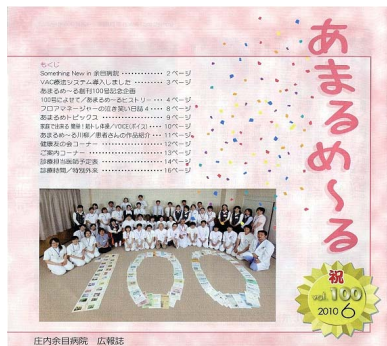 あまるめ〜る
もくじ
Something New in 余目病院 ・・・・・・・・・・・・ 2ページ
VAC療法システム導入しました ・・・・・・・・・ 3ページ
あまるめ〜る創刊100号記念企画
100号によせて／あまるめ〜るヒストリー ・・・ 4ページ
フロアマネージャーの泣き笑い日誌4 ・・・・ 8ページ
あまるめトピックス ・・・・・・・・・・・・・・・・ 9ページ
家庭で出来る 簡単！筋トレ体操／VOICE(ボイス) ・・・・ 10ページ
あまるめ〜る川柳／患者さんの作品紹介 ・・・ 11ページ
健康友の会コーナー ・・・・・・・・・・・・・・・・ 12ページ
ご案内コーナー ・・・・・・・・・・・・・・・・・・ 13ページ
診療担当医師予定表 ・・・・・・・・・・・・・・・・ 14ページ
診療時間／特別外来 ・・・・・・・・・・・・・・・・ 16ページ
100
祝
vol.100
2010 6
庄内余目病院 広報誌